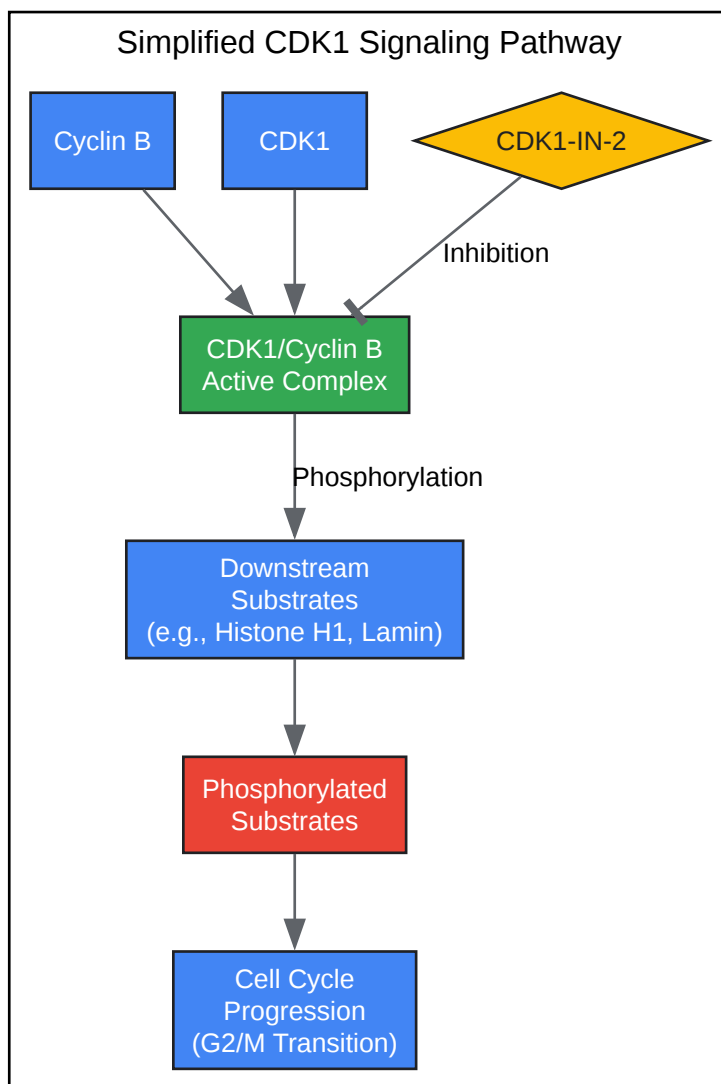 Simplified CDK1 Signaling Pathway
Cyclin B
CDK1
CDK1-IN-2
Inhibition
CDK1/Cyclin B
Active Complex
Phosphorylation
Downstream
Substrates
(e.g., Histone H1, Lamin)
Phosphorylated
Substrates
Cell Cycle
Progression
(G2/M Transition)